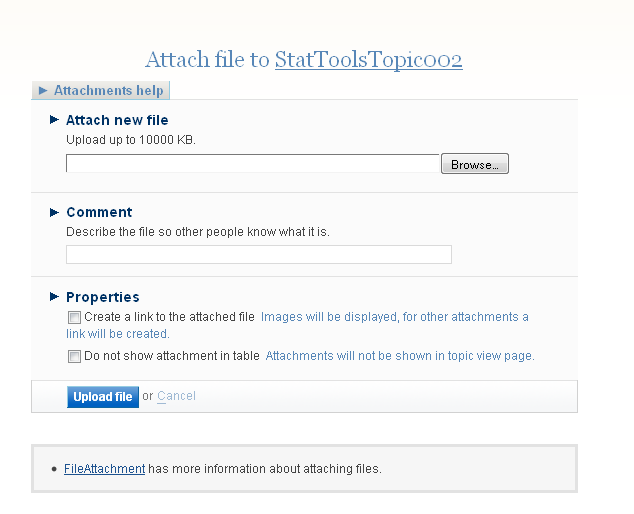 Attach file to StatToolsTopic002
Attachments help
Attach new file
Upload up to 10000 KB.
Browse...
Comment
Describe the file so other people know what it is.
Properties
Create a link to the attached file Images will be displayed, for other attachments a
link will be created.
Do not show attachment in table Attachments will not be shown in topic view page.
Upload file or Cancel
FileAttachment has more information about attaching files.